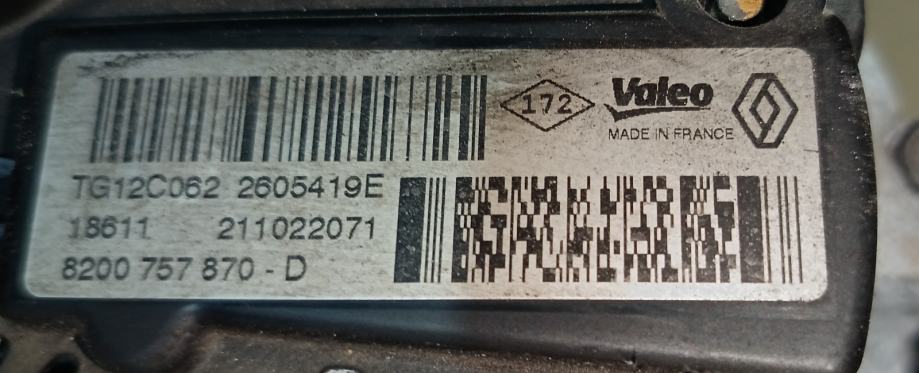 172 Valeo
MADE IN FRANCE
TG12C062 2605419E
18611 211022071
8200 757 870 - D